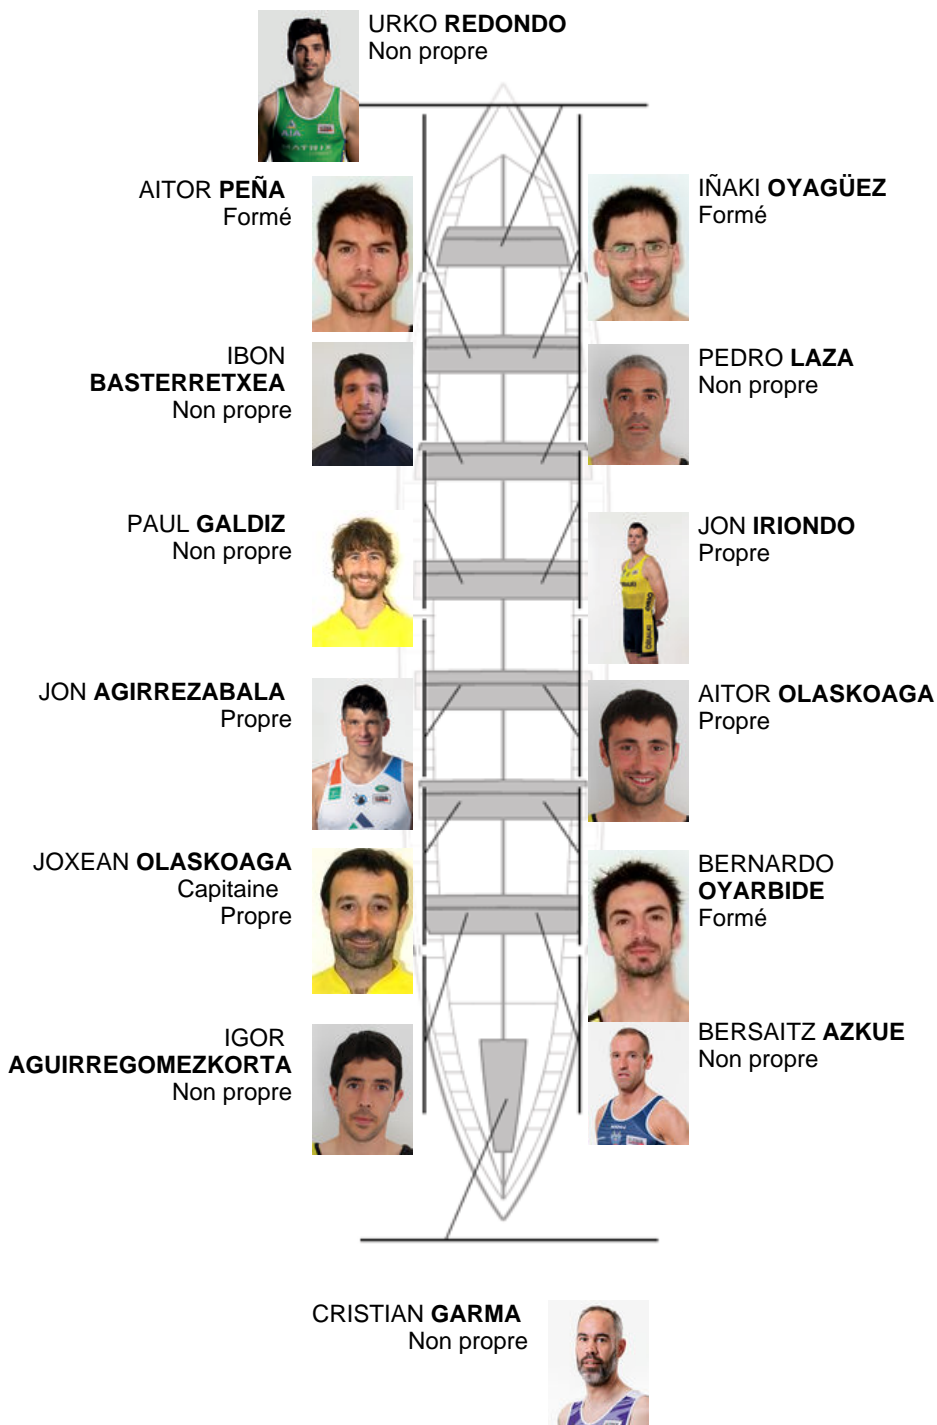 URKO REDONDO
Non propre
AITOR PEÑA
Formé
IÑAKI OYAGÜEZ
Formé
IBON
BASTERRETXEA
Non propre
PEDRO LAZA
Non propre
PAUL GALDIZ
Non propre
JON IRIONDO
Propre
JON AGIRREZABALA
Propre
AITOR OLASKOAGA
Propre
JOXEAN OLASKOAGA
Capitaine
Propre
BERNARDO
OYARBIDE
Formé
IGOR
AGUIRREGOMEZKORTA
Non propre
BERSAITZ AZKUE
Non propre
CRISTIAN GARMA
Non propre